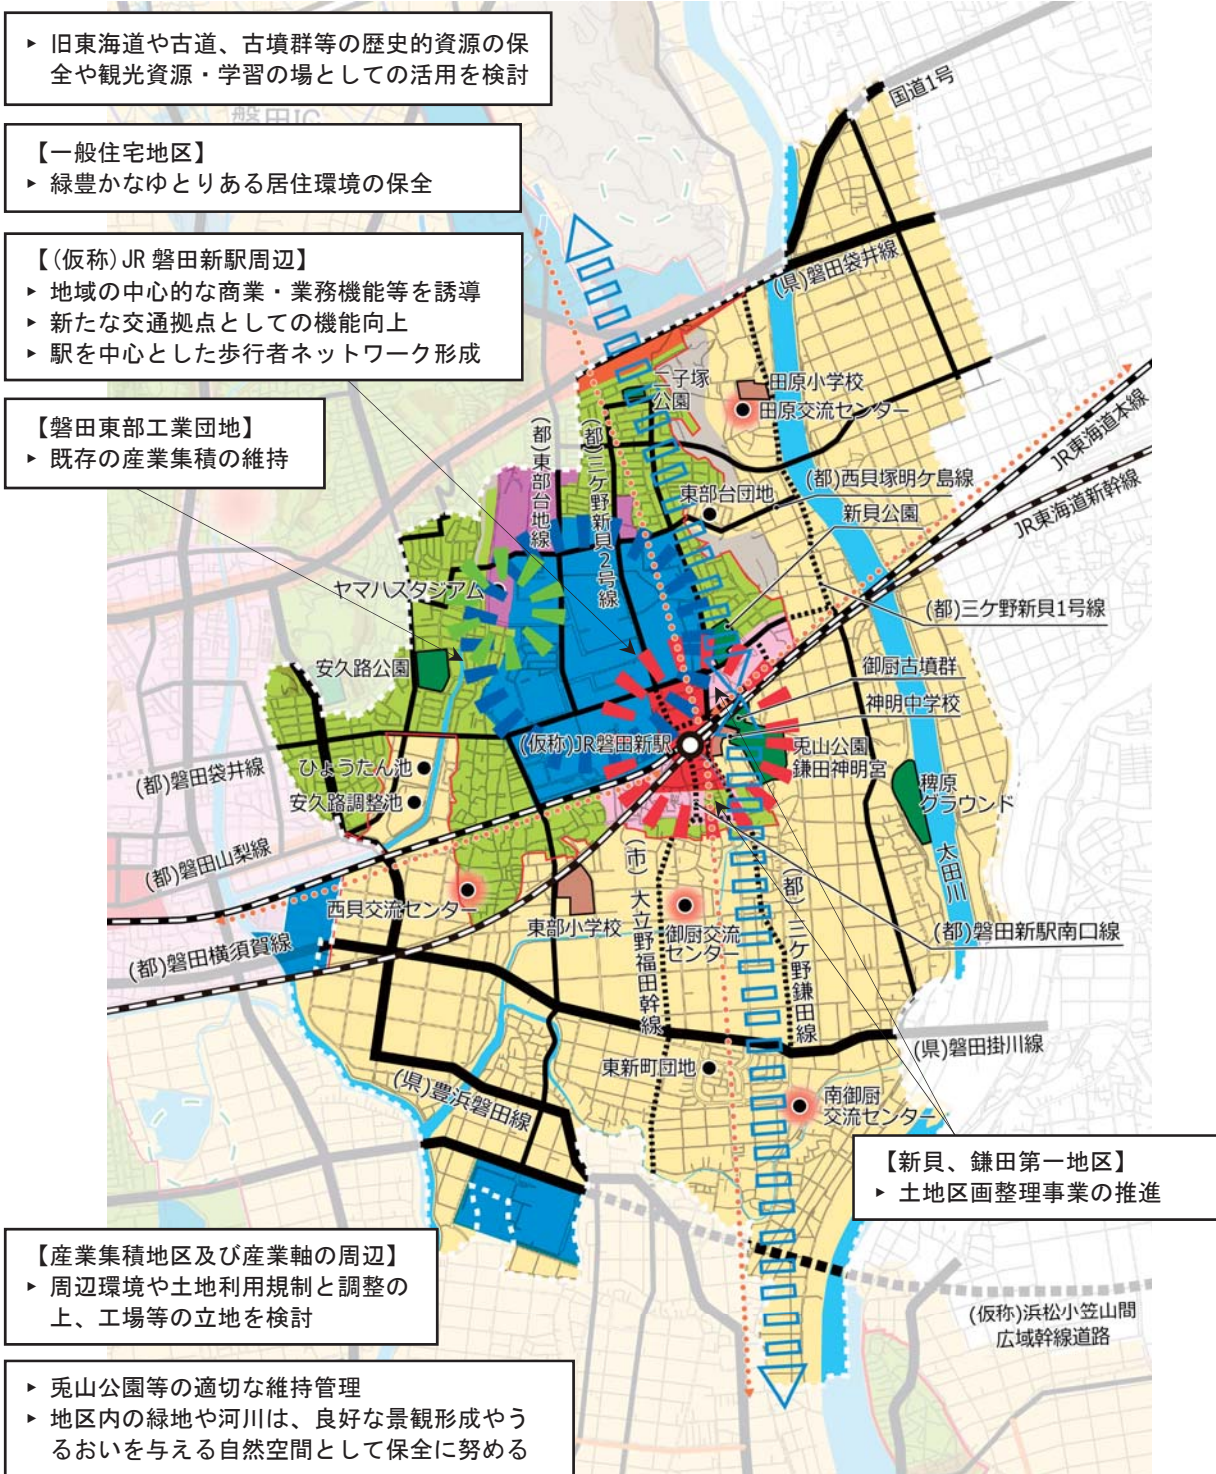 ▸ 旧東海道や古道、古墳群等の歴史的資源の保
全や観光資源・学習の場としての活用を検討
磐田IC
【一般住宅地区】
▸ 緑豊かなゆとりある居住環境の保全
【(仮称)JR 磐田新駅周辺】
▸ 地域の中心的な商業・業務機能等を誘導
▸ 新たな交通拠点としての機能向上
▸ 駅を中心とした歩行者ネットワーク形成
【磐田東部工業団地】
▸ 既存の産業集積の維持
国道1号
(県)磐田袋井線
二子塚
公園
田原小学校
田原交流センター
JR東海道本線
JR東海道新幹線
(都)東部台地線
(都)三ケ野新貝2号線
東部台団地
(都)西貝塚明ケ島線
新貝公園
ヤマハスタジアム
(都)三ケ野新貝1号線
安久路公園
御厨古墳群
神明中学校
(仮称)JR磐田新駅
兎山公園
鎌田神明宮
(都)磐田袋井線
ひょうたん池
安久路調整池
稗原
グラウンド
太田川
(都)磐田山梨線
西貝交流センター
東部小学校
(市)大立野福田幹線
御厨交流
センター
(都)三ケ野鎌田線
(都)磐田新駅南口線
(都)磐田横須賀線
(県)磐田掛川線
東新町団地
(県)豊浜磐田線
南御厨
交流センター
【新貝、鎌田第一地区】
▸ 土地区画整理事業の推進
【産業集積地区及び産業軸の周辺】
▸ 周辺環境や土地利用規制と調整の
上、工場等の立地を検討
(仮称)浜松小笠山間
広域幹線道路
▸ 兎山公園等の適切な維持管理
▸ 地区内の緑地や河川は、良好な景観形成やう
るおいを与える自然空間として保全に努める